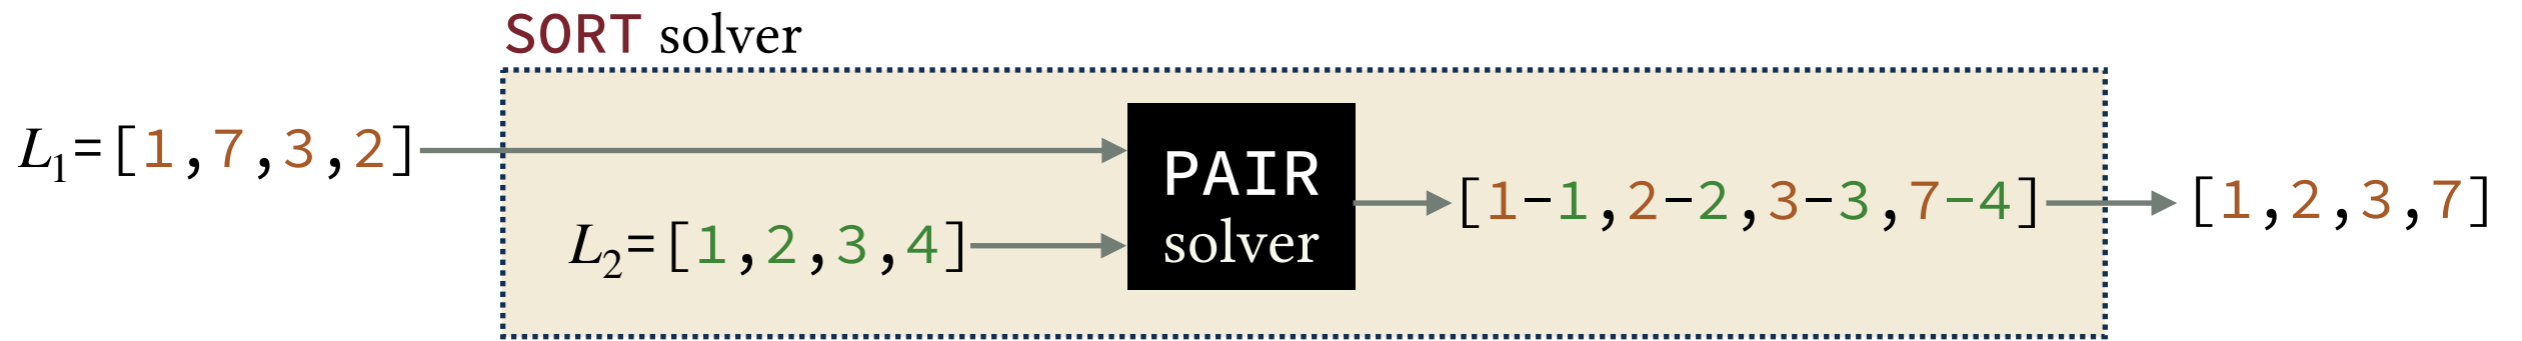 SORT solver
L₁=[1,7,3,2]
PAIR
solver
L₂=[1,2,3,4]
[1-1,2-2,3-3,7-4]
[1,2,3,7]